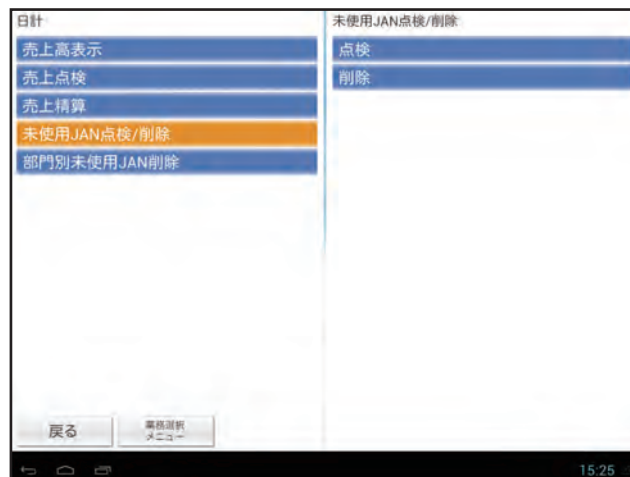 日計
売上高表示
売上点検
売上精算
未使用JAN点検/削除
部門別未使用JAN削除
未使用JAN点検/削除
点検
削除
戻る
業務選択
メニュー
15:25